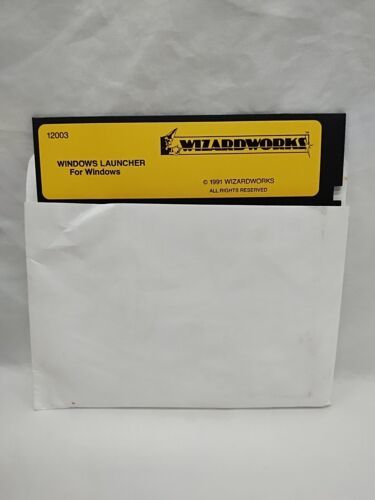 12003
WIZARDWORKS
WINDOWS LAUNCHER
For Windows
© 1991 WIZARDWORKS
ALL RIGHTS RESERVED